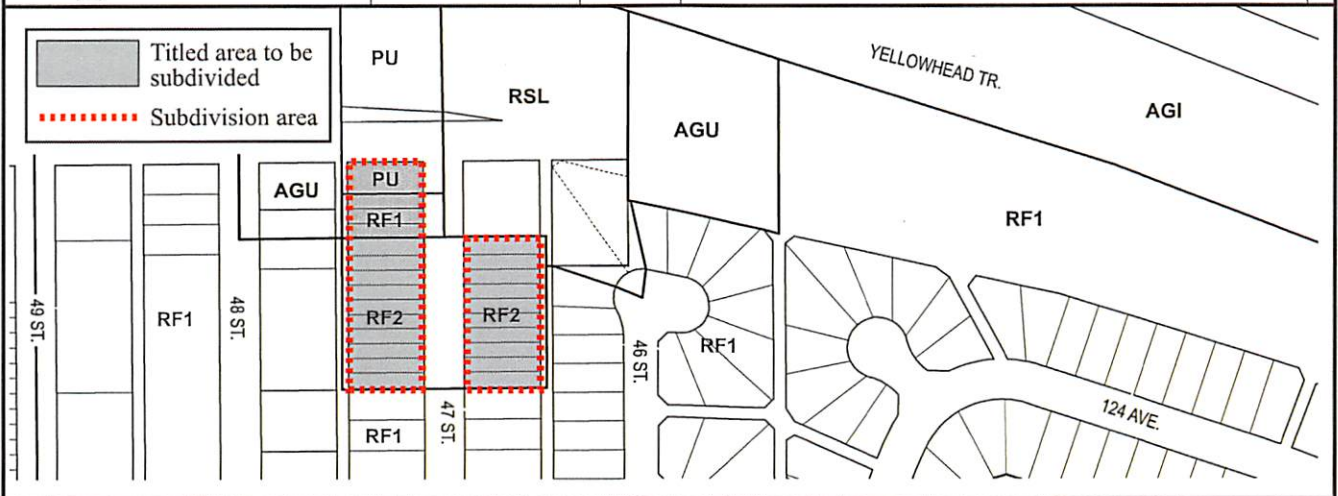 Titled area to be
subdivided
Subdivision area
PU
RSL
YELLOWHEAD TR.
AGI
AGU
AGU
PU
RF1
RF1
RF1
RF2
RF2
RF1
RF1
49 ST.
48 ST.
47 ST.
46 ST.
124 AVE.